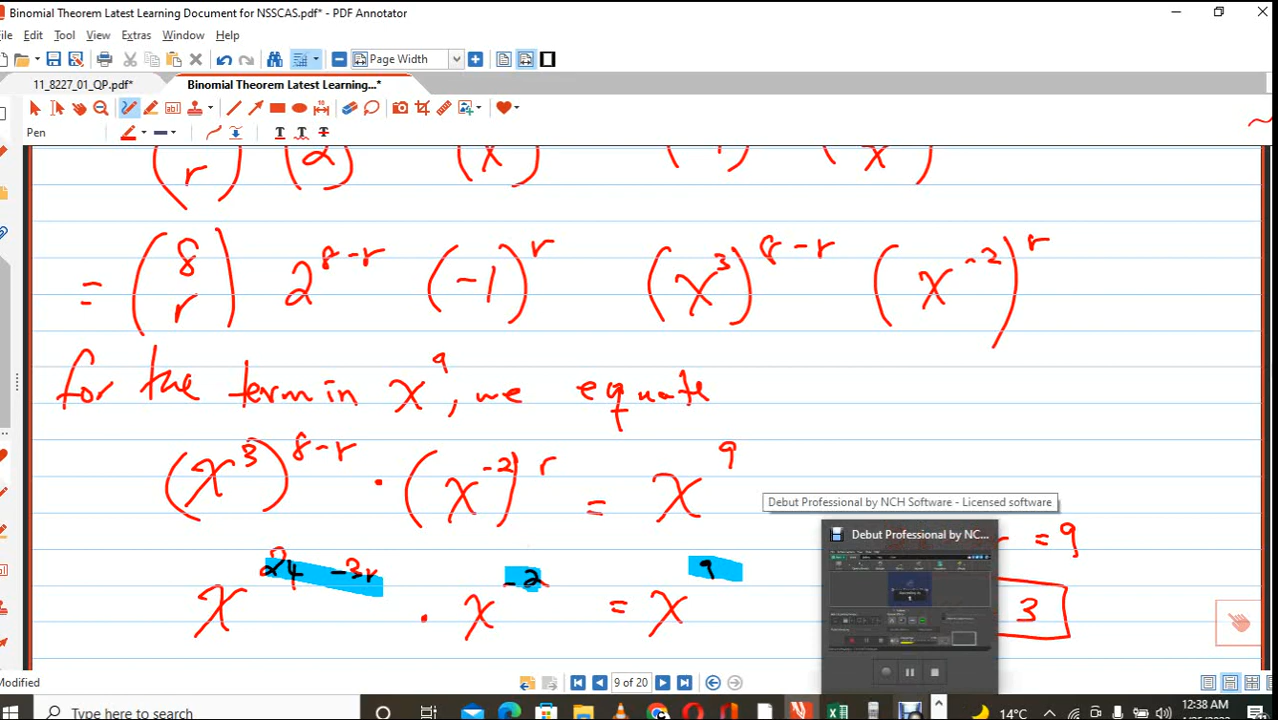 Binomial Theorem Latest Learning Document for NSSCAS.pdf* - PDF Annotator
File Edit Tool View Extras Window Help
Page Width
11_8227_01_QP.pdf* Binomial Theorem Latest Learning...*
Pen
= (8 r) 2^{8-r} (-1)^r (x^3)^{8-r} (x^{-2})^r
for the term in x^9, we equate
(x^3)^{8-r} · (x^{-2})^r = x^9
Debut Professional by NCH Software - Licensed software
Debut Professional by NC...
= 9
x^{24-3r} · x^{-2} = x^9
3
Modified
9 of 20
Type here to search
14°C
12:38 AM